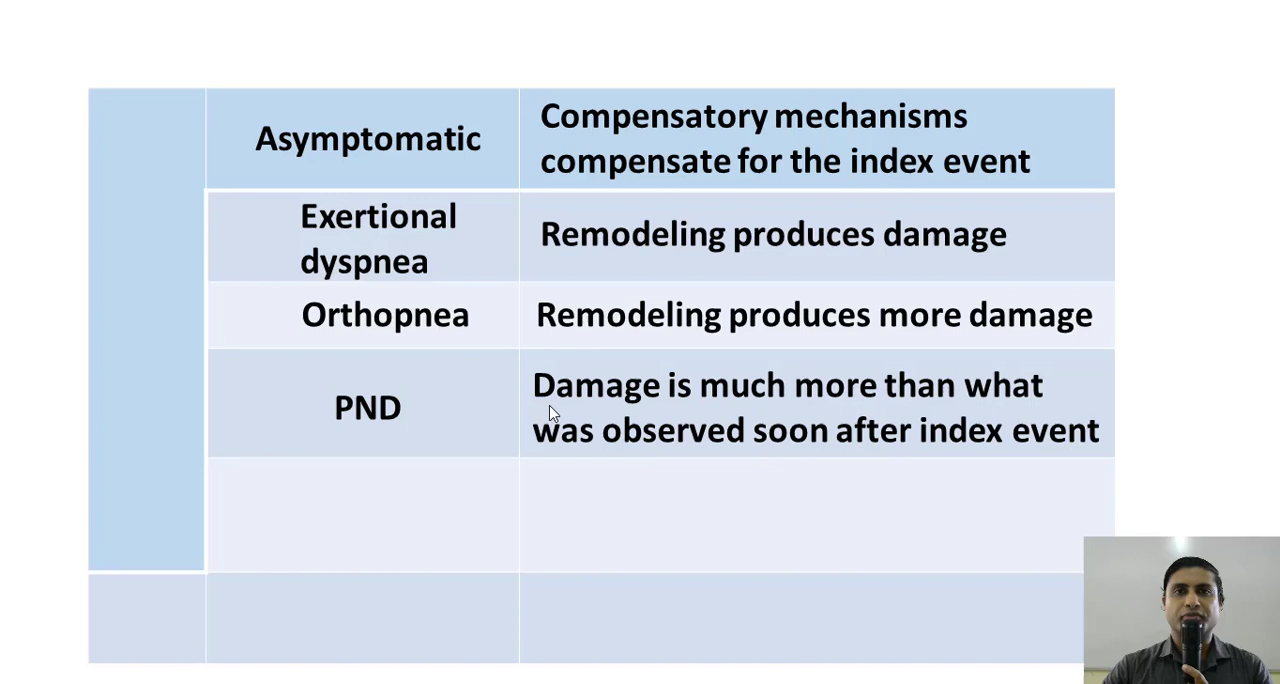 Asymptomatic
Compensatory mechanisms
compensate for the index event
Exertional
dyspnea
Remodeling produces damage
Orthopnea
Remodeling produces more damage
PND
Damage is much more than what
was observed soon after index event